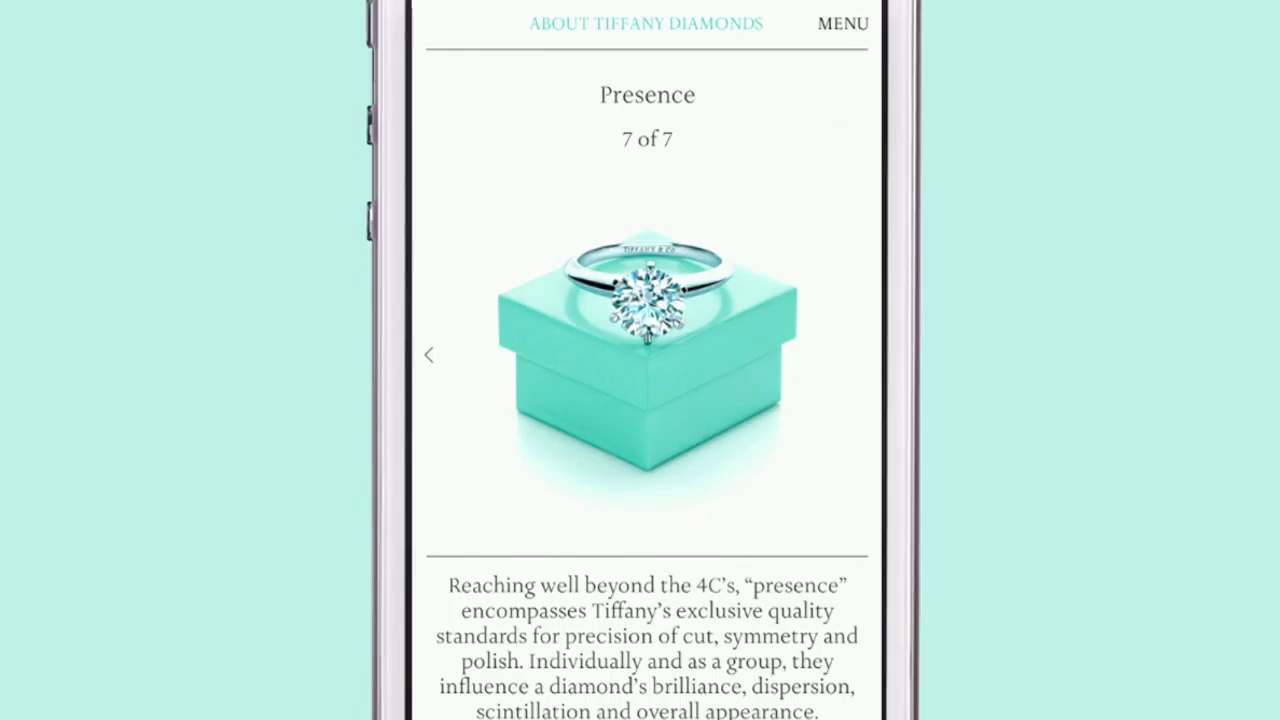 ABOUT TIFFANY DIAMONDS
MENU
Presence
7 of 7
TIFFANY & CO
Reaching well beyond the 4C’s, “presence”
encompasses Tiffany’s exclusive quality
standards for precision of cut, symmetry and
polish. Individually and as a group, they
influence a diamond’s brilliance, dispersion,
scintillation and overall appearance.